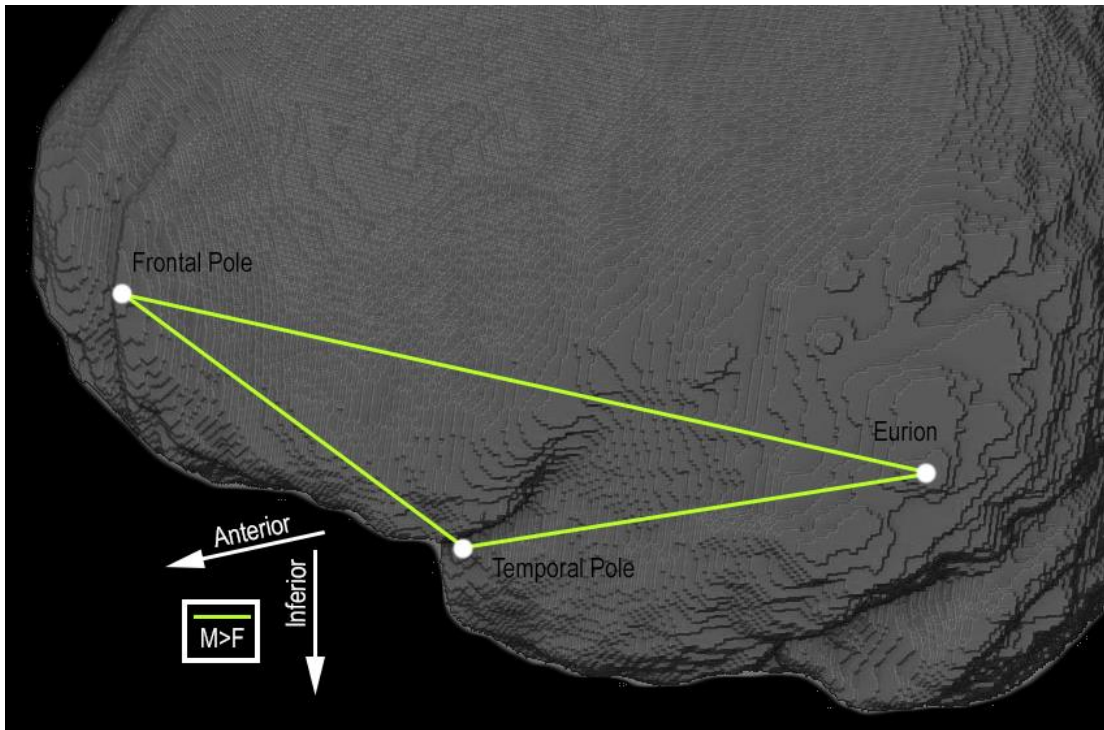 Frontal Pole
Eurion
Temporal Pole
Anterior
Inferior
M>F